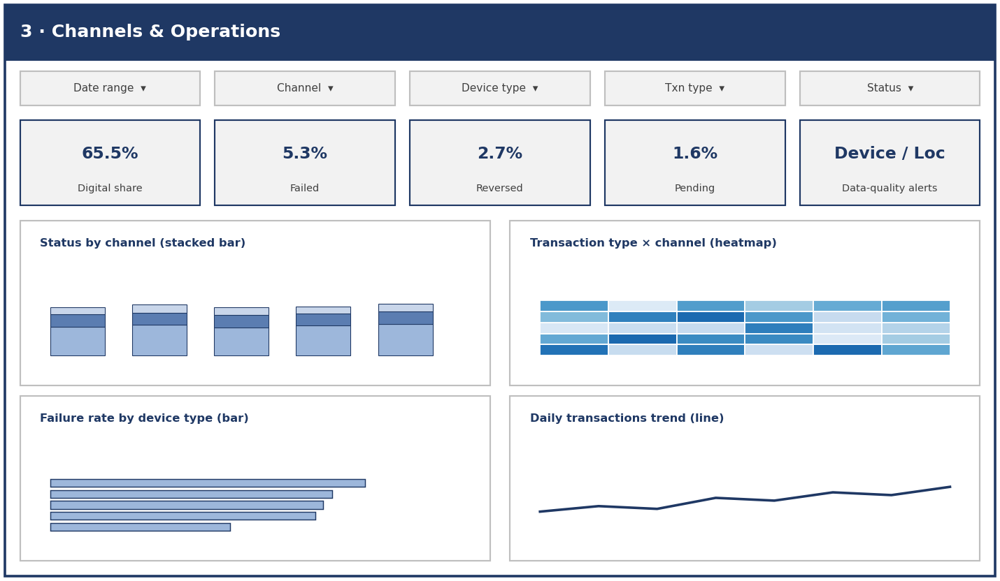 3 · Channels & Operations
Date range ▾
Channel ▾
Device type ▾
Txn type ▾
Status ▾
65.5%
Digital share
5.3%
Failed
2.7%
Reversed
1.6%
Pending
Device / Loc
Data-quality alerts
Status by channel (stacked bar)
Transaction type × channel (heatmap)
Failure rate by device type (bar)
Daily transactions trend (line)